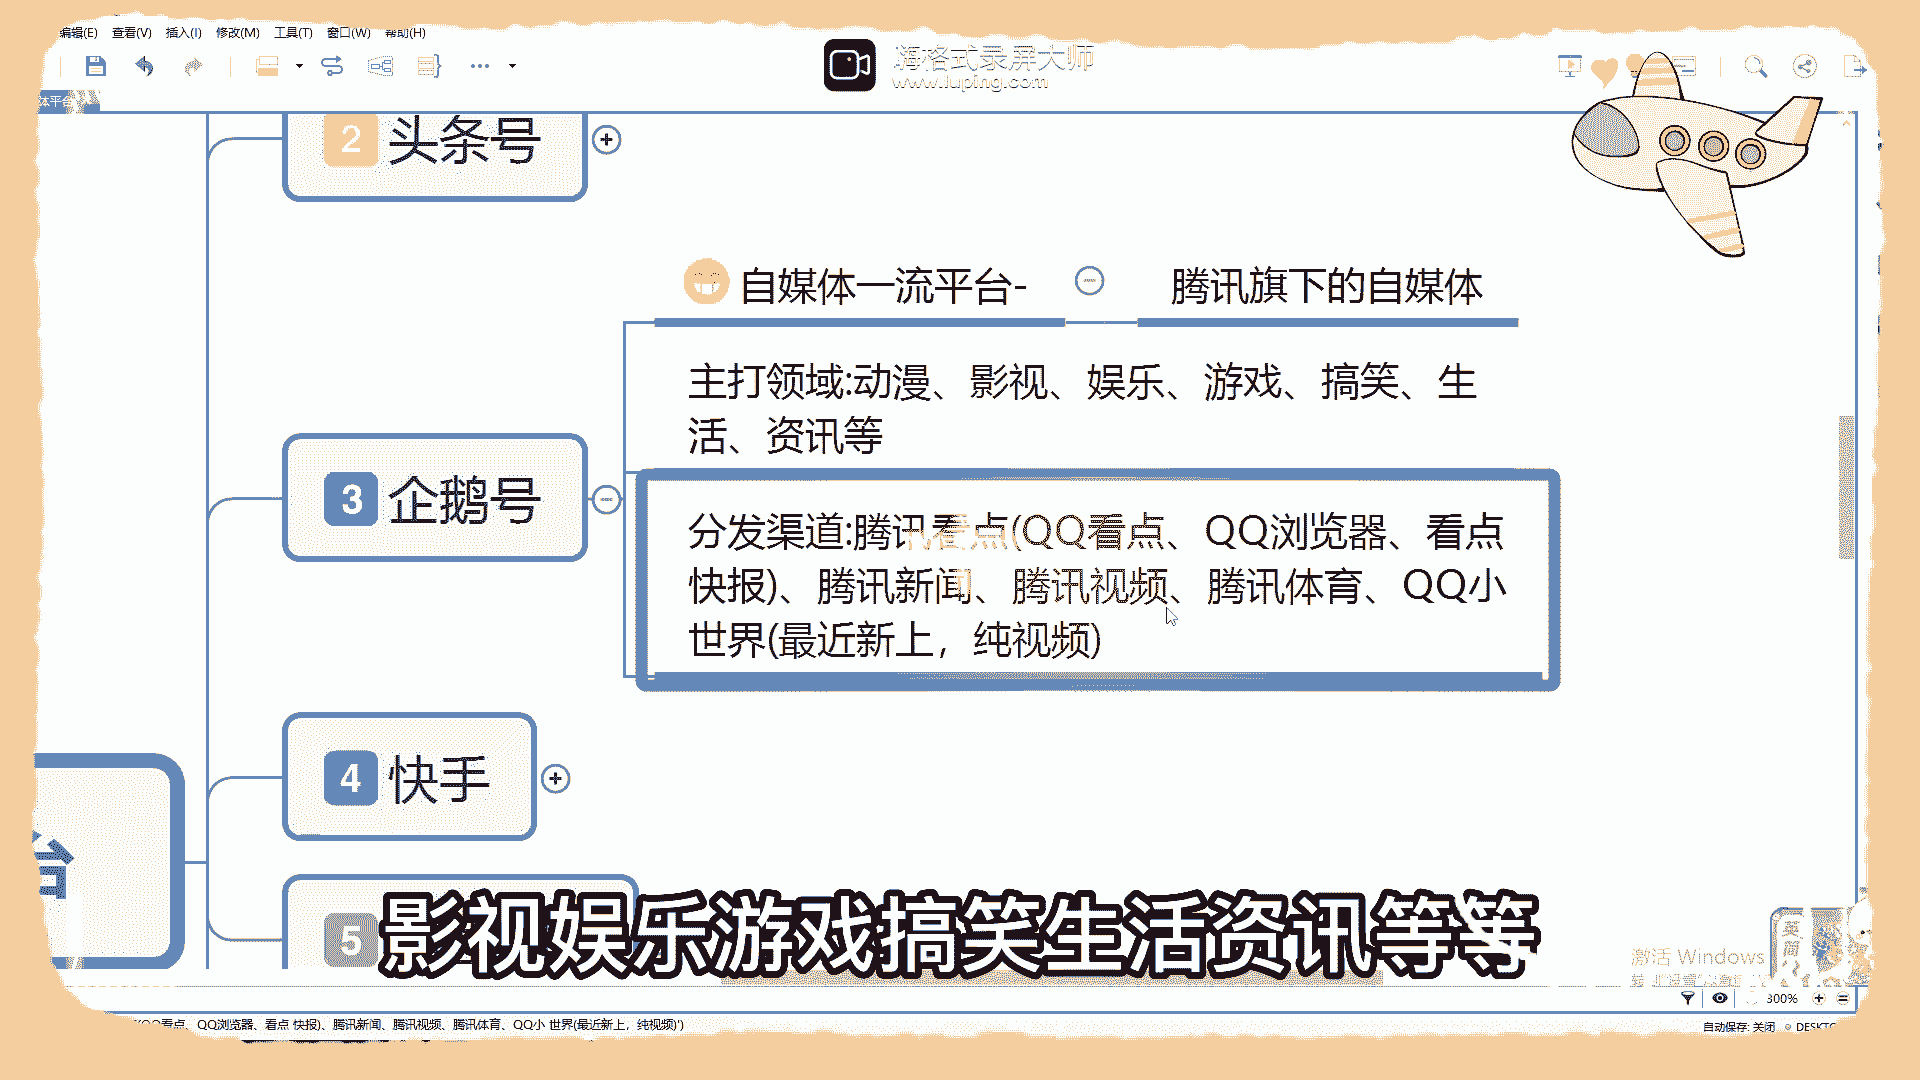 编辑(E) 查看(V) 插入(I) 修改(M) 工具(T) 窗口(W) 帮助(H)
嗨格式录屏大师
www.luping.com
体平台
2 头条号
自媒体一流平台- 腾讯旗下的自媒体
主打领域:动漫、影视、娱乐、游戏、搞笑、生
活、资讯等
3 企鹅号
分发渠道:腾讯看点(QQ看点、QQ浏览器、看点
快报)、腾讯新闻、腾讯视频、腾讯体育、QQ小
世界(最近新上，纯视频)
4 快手
台
5
影视娱乐游戏搞笑生活资讯等等
激活 Windows
英
300%
QQ看点、QQ浏览器、看点 快报)、腾讯新闻、腾讯视频、腾讯体育、QQ小 世界(最近新上，纯视频)')
自动保存: 关闭 DESKTO